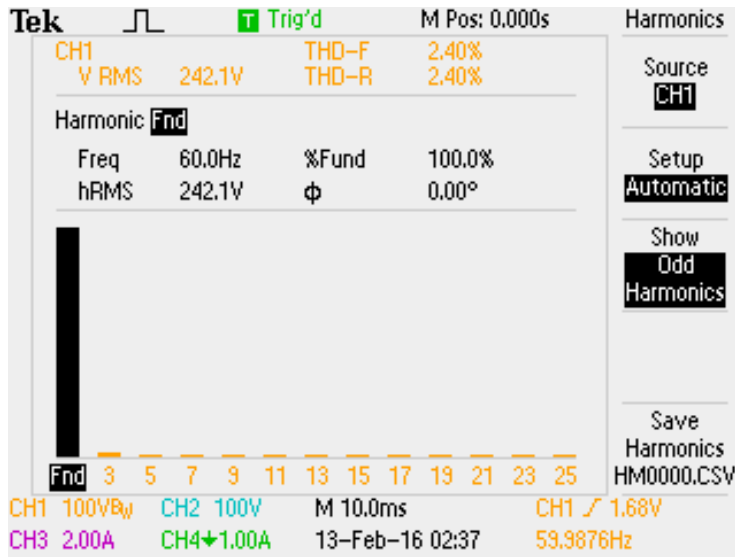 Tek T Trig'd M Pos: 0.000s Harmonics
CH1 THD-F 2.40%
V RMS 242.1V THD-R 2.40%
Source
CH1
Harmonic Fnd
Freq 60.0Hz %Fund 100.0%
hRMS 242.1V ϕ 0.00°
Setup
Automatic
Show
Odd
Harmonics
Save
Harmonics
HM0000.CSV
Fnd 3 5 7 9 11 13 15 17 19 21 23 25
CH1 100VBW CH2 100V M 10.0ms CH1 1.68V
CH3 2.00A CH4 1.00A 13-Feb-16 02:37 59.9876Hz